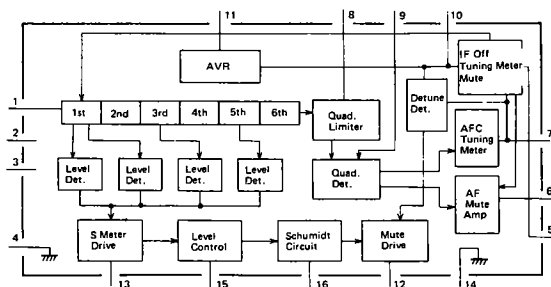 11
8
9
10
AVR
IF Off
Tuning Meter
Mute
1
1st 2nd 3rd 4th 5th 6th
Quad.
Limiter
Detune
Det.
AFC
Tuning
Meter
2
3
7
Level
Det.
Level
Det.
Level
Det.
Level
Det.
Quad.
Det.
AF
Mute
Amp
6
5
4
S Meter
Drive
Level
Control
Schumidt
Circuit
Mute
Drive
13
15
16
12
14